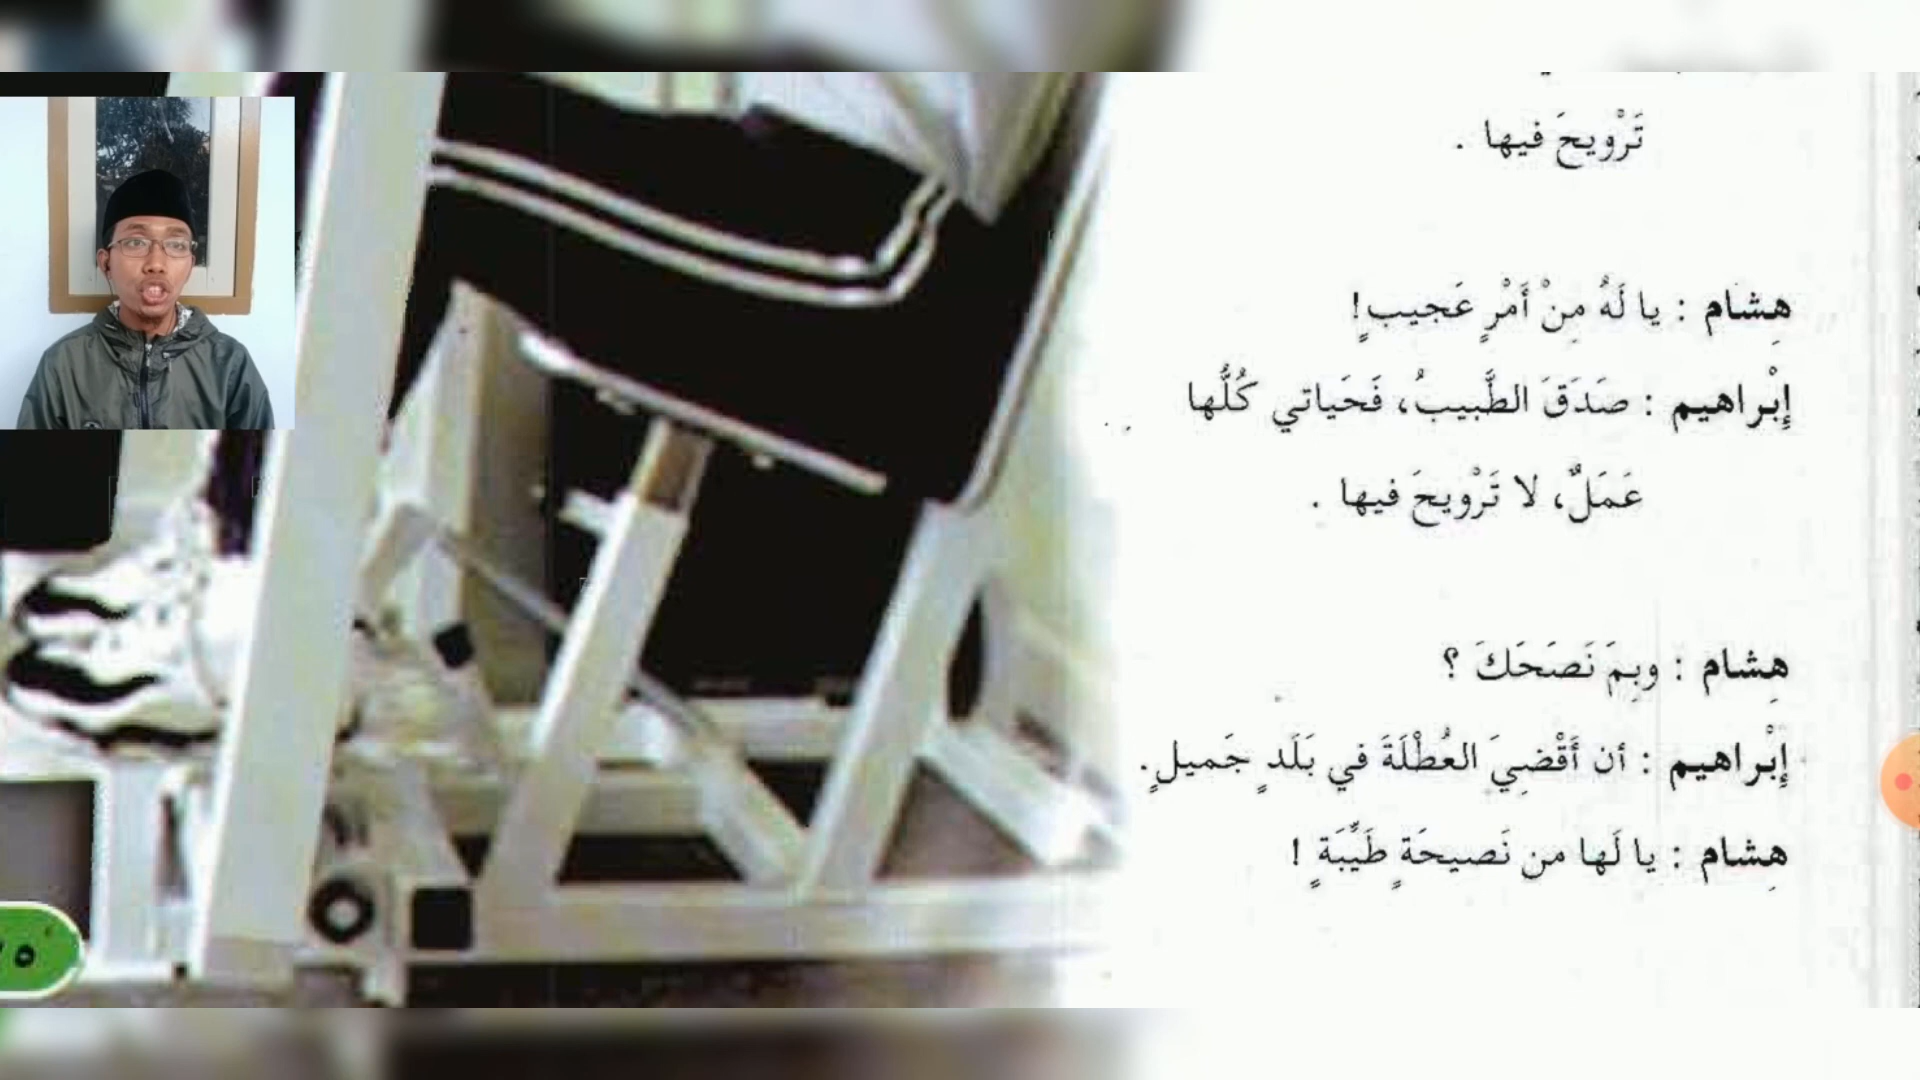 تَرْويحَ فيها .
هِشام : يا لَهُ مِنْ أَمْرٍ عَجيبٍ!
إِبْراهيم : صَدَقَ الطَّبيبُ، فَحَياتي كُلُّها
عَمَلٌ، لا تَرْويحَ فيها .
هِشام : وبِمَ نَصَحَكَ ؟
إِبْراهيم : أن أَقْضِيَ العُطْلَةَ في بَلَدٍ جَميلٍ.
هِشام : يا لَها من نَصيحَةٍ طَيِّبَةٍ !